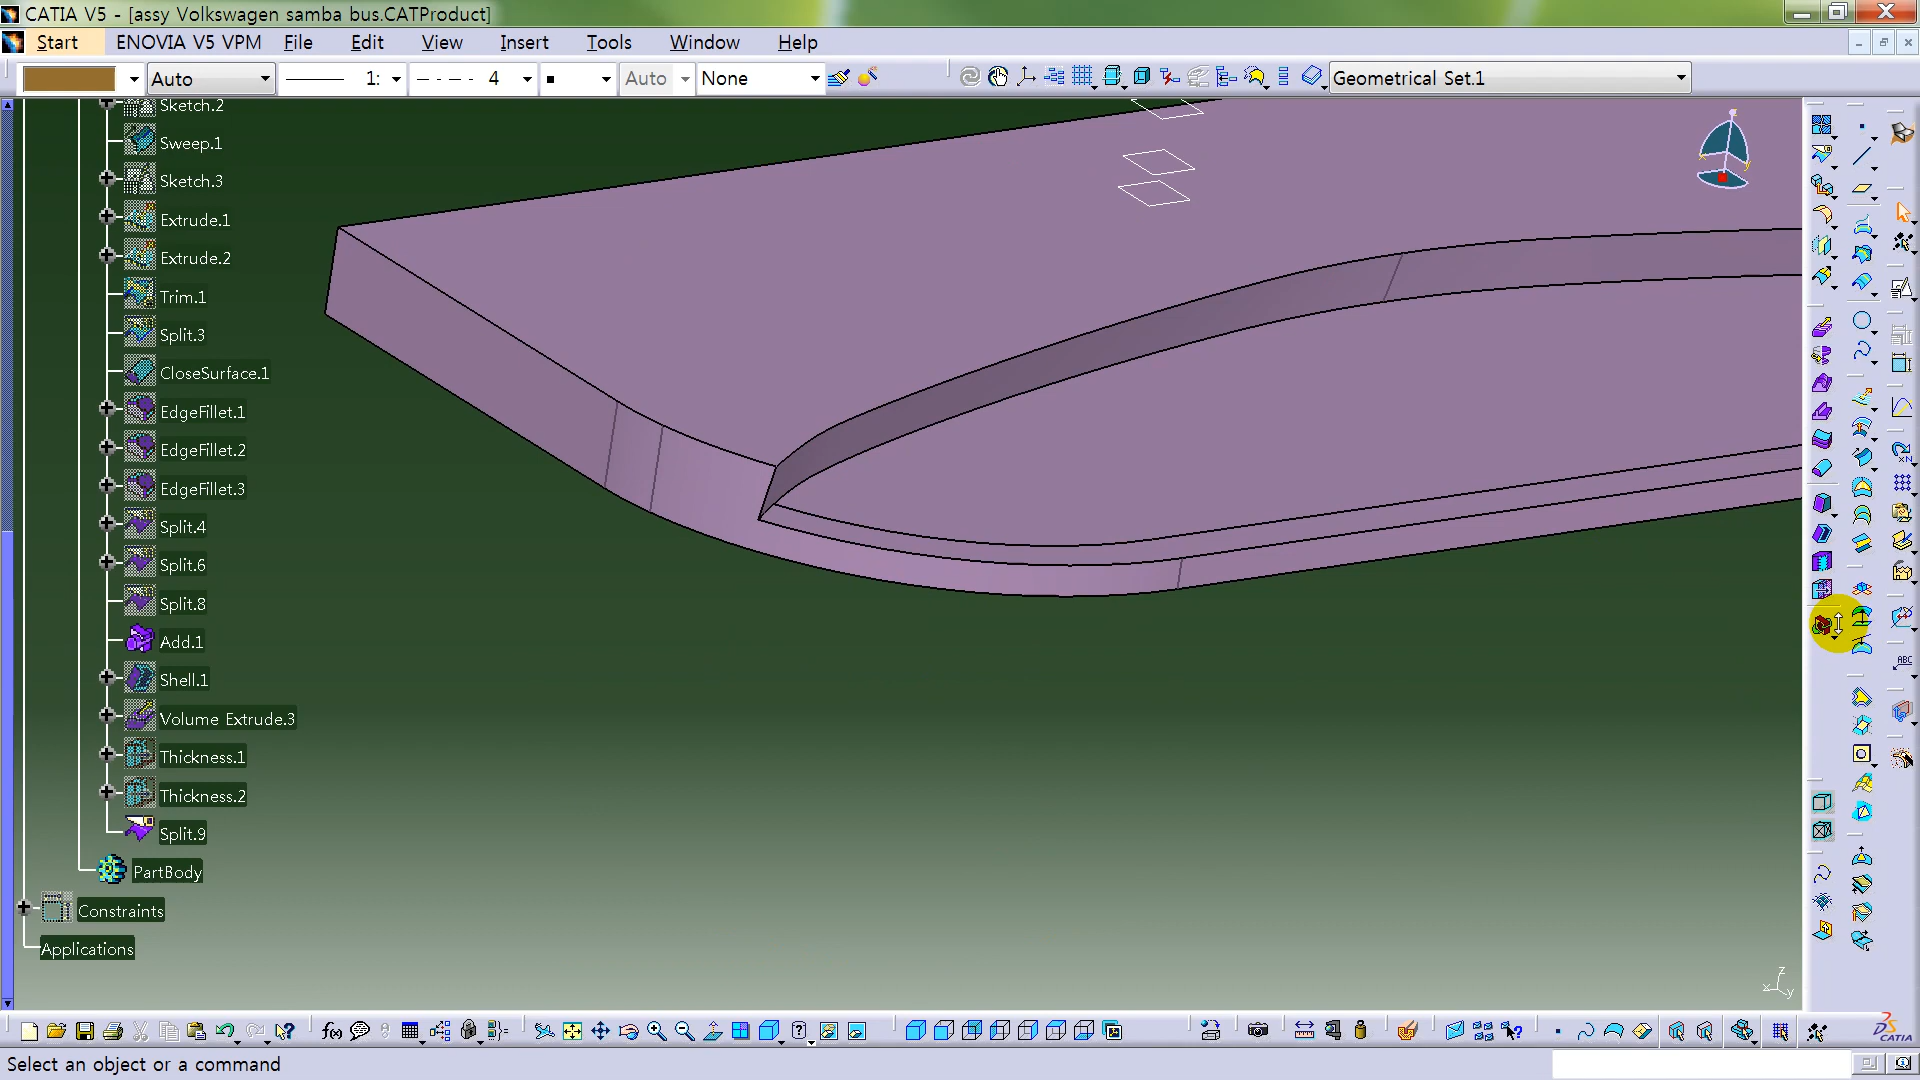 CATIA V5 - [assy Volkswagen samba bus.CATProduct]
Start ENOVIA V5 VPM File Edit View Insert Tools Window Help
Auto 1: 4 Auto None Geometrical Set.1
Sketch.2
Sweep.1
Sketch.3
Extrude.1
Extrude.2
Trim.1
Split.3
CloseSurface.1
EdgeFillet.1
EdgeFillet.2
EdgeFillet.3
Split.4
Split.6
Split.8
Add.1
Shell.1
Volume Extrude.3
Thickness.1
Thickness.2
Split.9
PartBody
Constraints
Applications
ABC
z
x
y
f(x)
CATIA
Select an object or a command